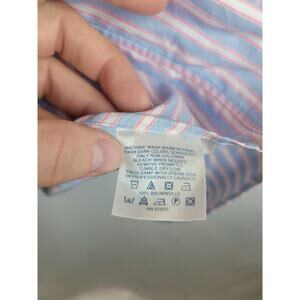 MACHINE WASH WARM NORMAL
WASH DARK COLORS SEPARATELY
ONLY NON CHLORINE
BLEACH WHEN NEEDED
REMOVE PROMPTLY
TUMBLE DRY LOW
PRESS DAMP WITH STEAM IRON
OR PROFESSIONALLY LAUNDER
100% BAUMWOLLE
P